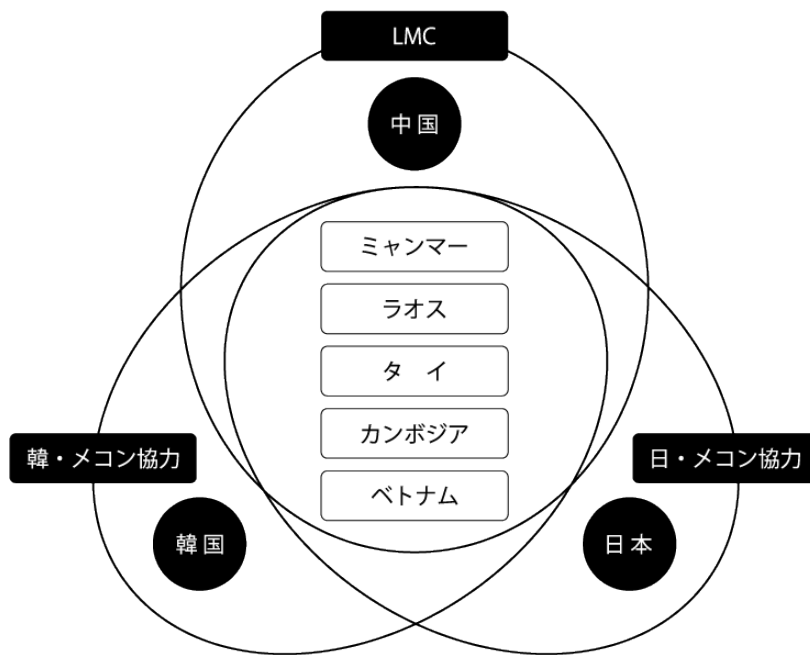 LMC
中国
ミャンマー
ラオス
タ　イ
カンボジア
ベトナム
韓・メコン協力
日・メコン協力
韓国
日本